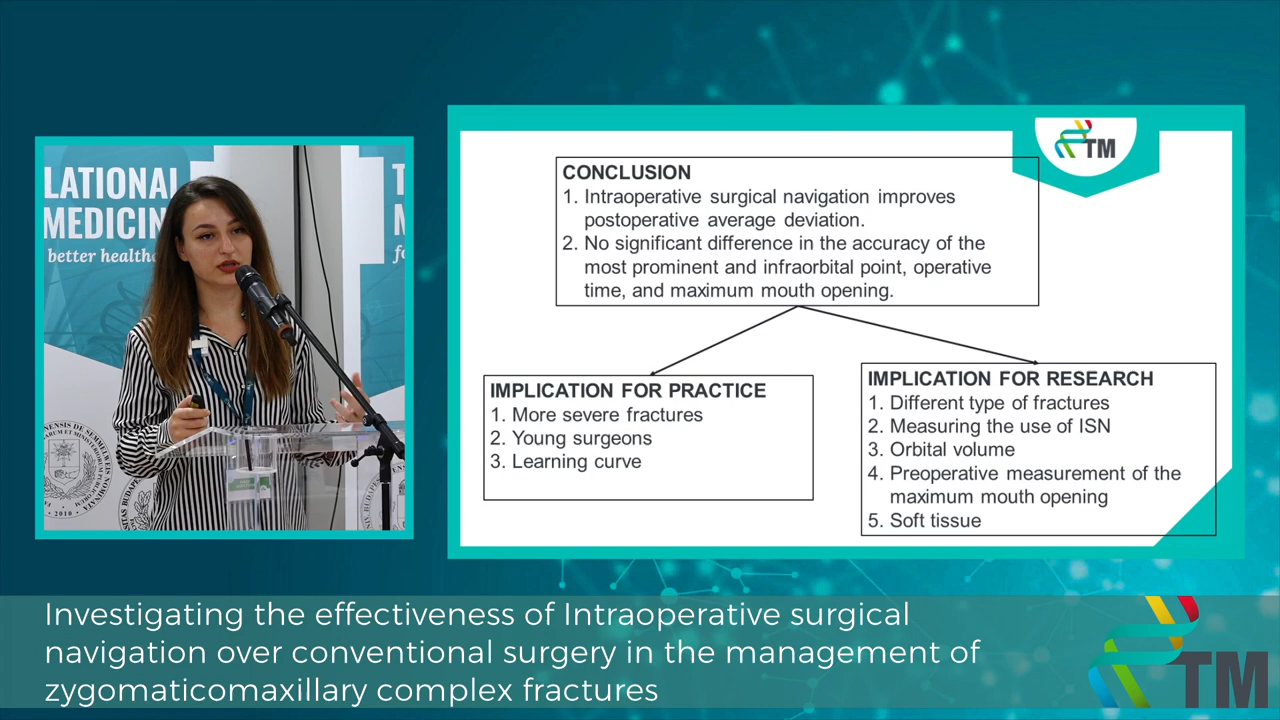 LATIONAL
MEDICIN
better healthc
T
M
fo
TM
CONCLUSION
1. Intraoperative surgical navigation improves
postoperative average deviation.
2. No significant difference in the accuracy of the
most prominent and infraorbital point, operative
time, and maximum mouth opening.
IMPLICATION FOR PRACTICE
1. More severe fractures
2. Young surgeons
3. Learning curve
IMPLICATION FOR RESEARCH
1. Different type of fractures
2. Measuring the use of ISN
3. Orbital volume
4. Preoperative measurement of the
maximum mouth opening
5. Soft tissue
Investigating the effectiveness of Intraoperative surgical
navigation over conventional surgery in the management of
zygomaticomaxillary complex fractures
TM